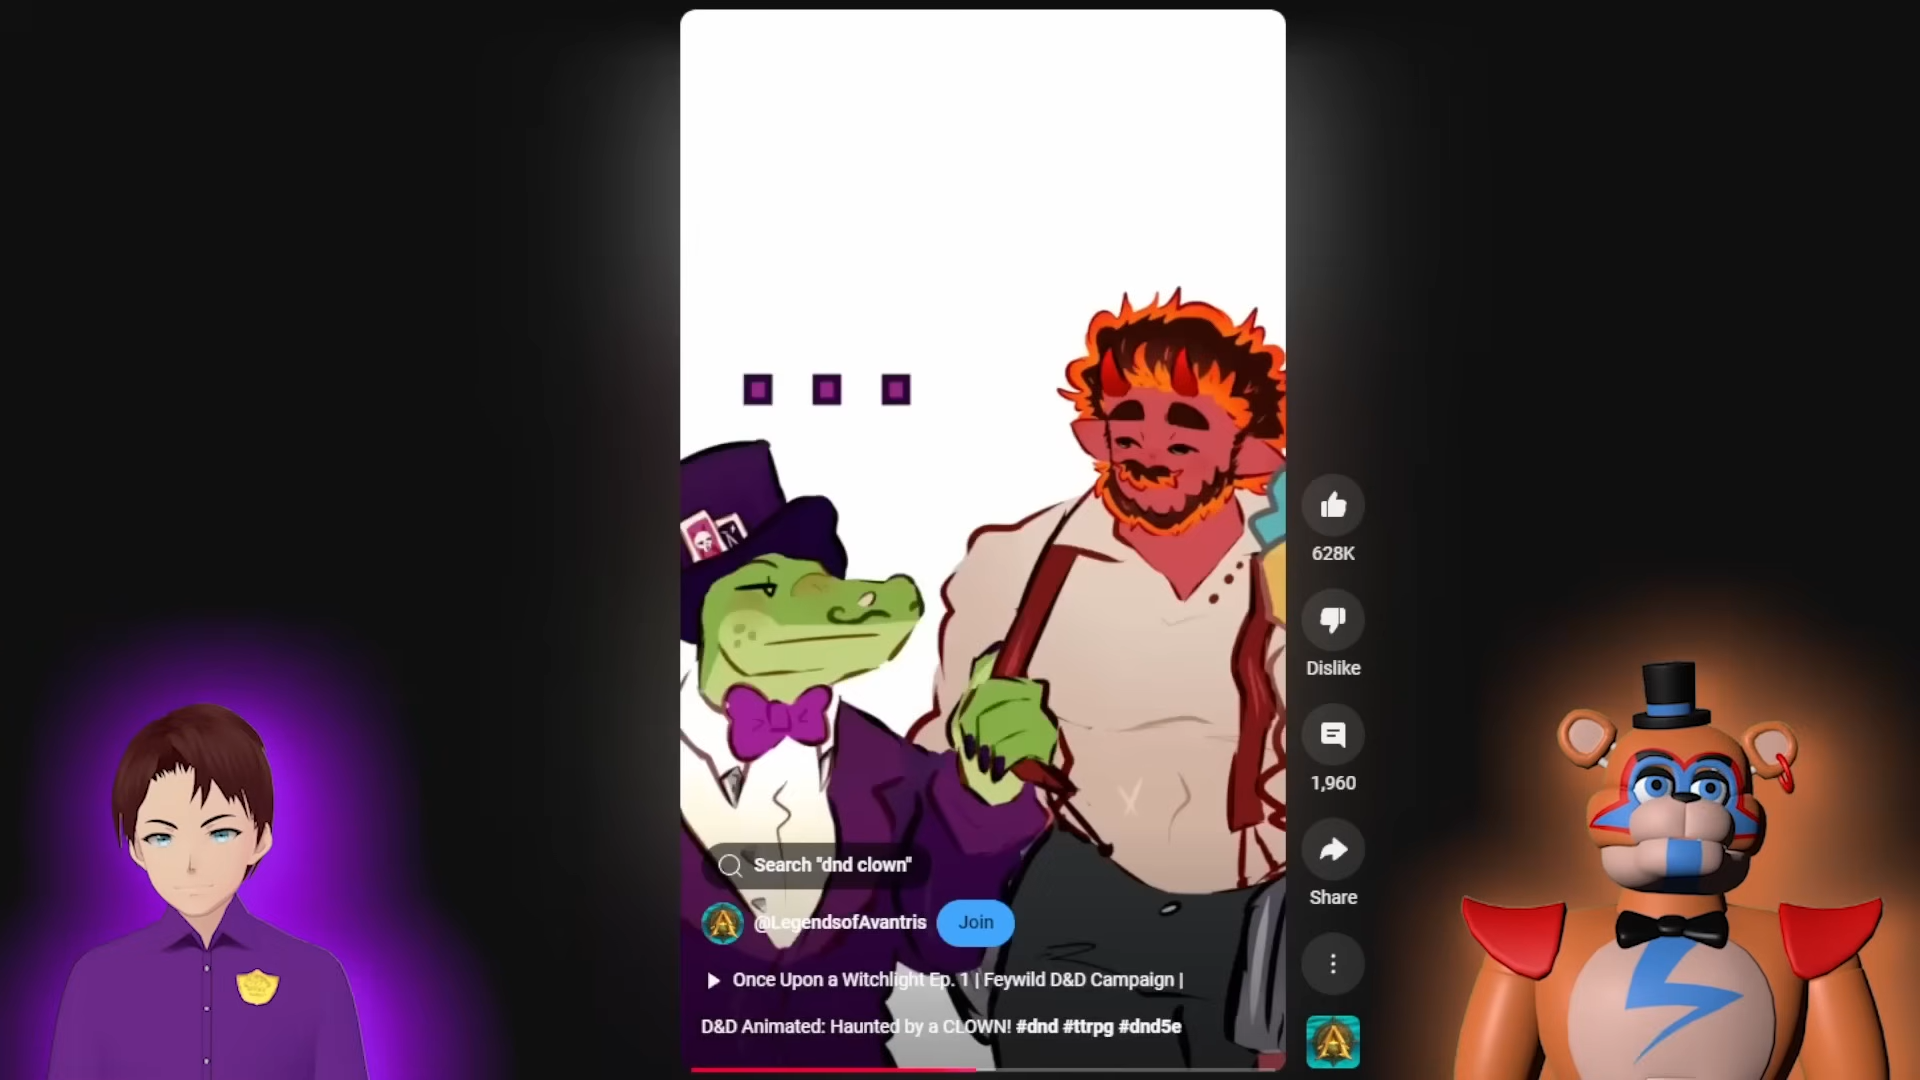 628K
Dislike
1,960
Share
Search "dnd clown"
@LegendsofAvantris Join
Once Upon a Witchlight Ep. 1 | Feywild D&D Campaign |
D&D Animated: Haunted by a CLOWN! #dnd #ttrpg #dnd5e